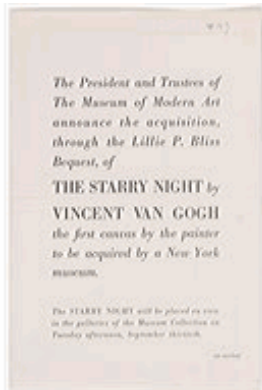 The President and Trustees of
The Museum of Modern Art
announce the acquisition,
through the Lillie P. Bliss
Bequest, of
THE STARRY NIGHT by
VINCENT VAN GOGH
the first canvas by the painter
to be acquired by a New York
museum.
The STARRY NIGHT will be placed on view
in the galleries of the Museum Collection on
Tuesday afternoon, September thirtieth.